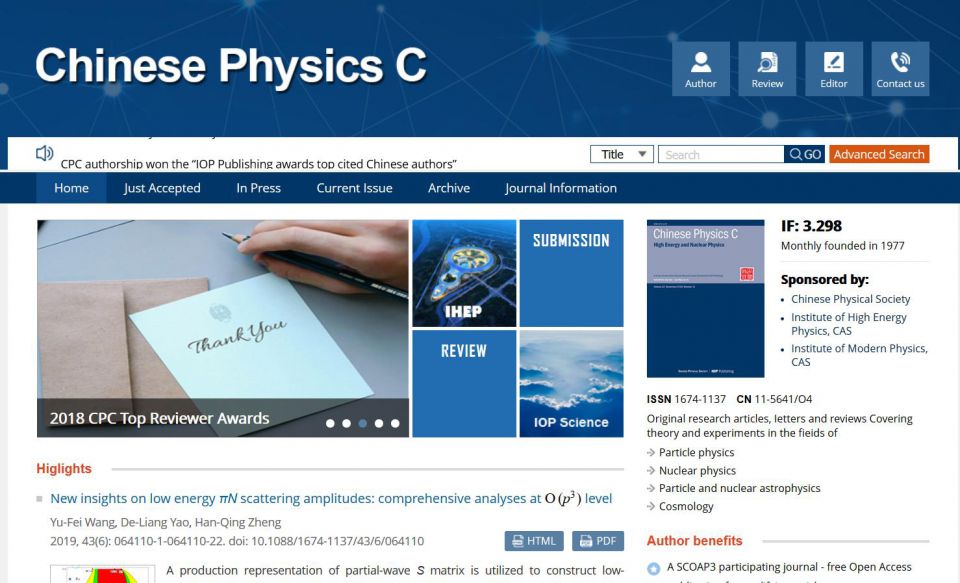 Chinese Physics C
Author
Review
Editor
Contact us
CPC authorship won the “IOP Publishing awards top cited Chinese authors”
Title
Search
GO
Advanced Search
Home
Just Accepted
In Press
Current Issue
Archive
Journal Information
Thank You
2018 CPC Top Reviewer Awards
IHEP
SUBMISSION
REVIEW
IOP Science
Chinese Physics C
High Energy and Nuclear Physics
IF: 3.298
Monthly founded in 1977
Sponsored by:
Chinese Physical Society
Institute of High Energy
Physics, CAS
Institute of Modern Physics,
CAS
ISSN 1674-1137 CN 11-5641/O4
Original research articles, letters and reviews Covering
theory and experiments in the fieids of
Particle physics
Nuclear physics
Particle and nuclear astrophysics
Cosmology
Higlights
New insights on low energy πN scattering amplitudes: comprehensive analyses at O(p³) level
Yu-Fei Wang, De-Liang Yao, Han-Qing Zheng
2019, 43(6): 064110-1-064110-22. doi: 10.1088/1674-1137/43/6/064110
HTML
PDF
A production representation of partial-wave S matrix is utilized to construct low-
Author benefits
A SCOAP3 participating journal - free Open Access